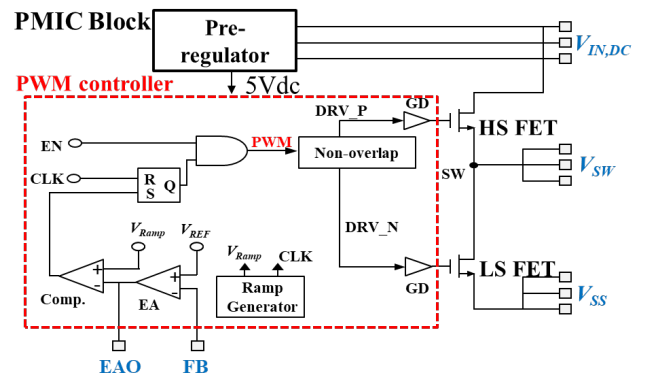 PMIC Block
Pre-
regulator
V_IN,DC
PWM controller
5Vdc
DRV_P
GD
HS FET
EN
PWM
Non-overlap
CLK
R
S
Q
SW
V_SW
V_Ramp
V_REF
DRV_N
V_Ramp
CLK
+
-
+
-
Comp.
EA
Ramp
Generator
GD
LS FET
V_SS
EAO
FB